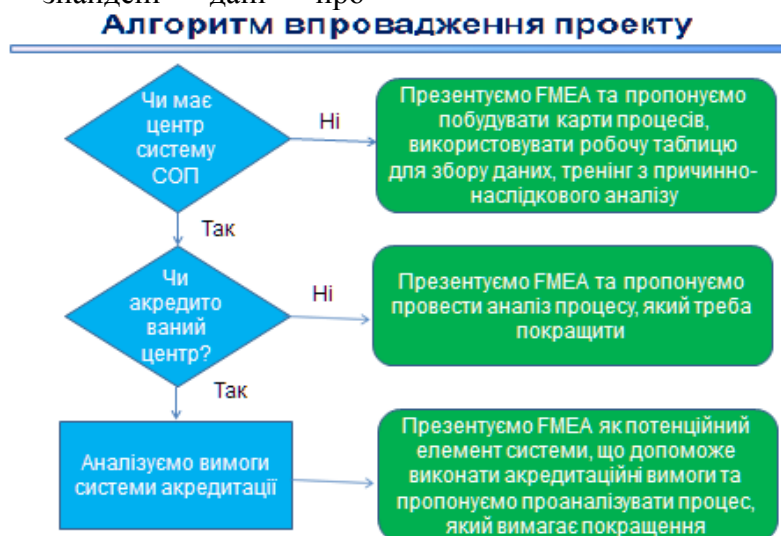 знайдені дані про
Алгоритм впровадження проекту
Чи має
центр
систему
СОП
Ні
Презентуємо FMEA та пропонуємо
побудувати карти процесів,
використовувати робочу таблицю
для збору даних, тренінг з причинно-
наслідкового аналізу
Так
Чи
акредито
ваний
центр?
Ні
Презентуємо FMEA та пропонуємо
провести аналіз процесу, який треба
покращити
Так
Аналізуємо вимоги
системи акредитації
Презентуємо FMEA як потенційний
елемент системи, що допоможе
виконати акредитаційні вимоги та
пропонуємо проаналізувати процес,
який вимагає покращення